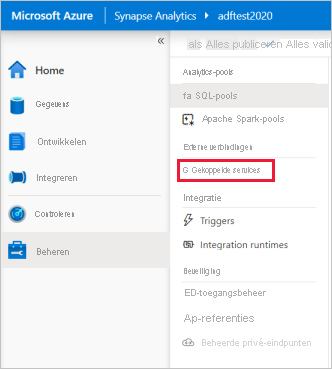 Microsoft Azure | Synapse Analytics ▸ adftest2020
«
als Alles publiceren Alles valid
Home
Gegevens
Ontwikkelen
Integreren
Controleren
Beheren
Analytics-pools
fa SQL-pools
Apache Spark-pools
Externe verbindingen
G Gekoppelde services
Integratie
Triggers
Integration runtimes
Beveiliging
ED-toegangsbeheer
Ap-referenties
Beheerde privé-eindpunten